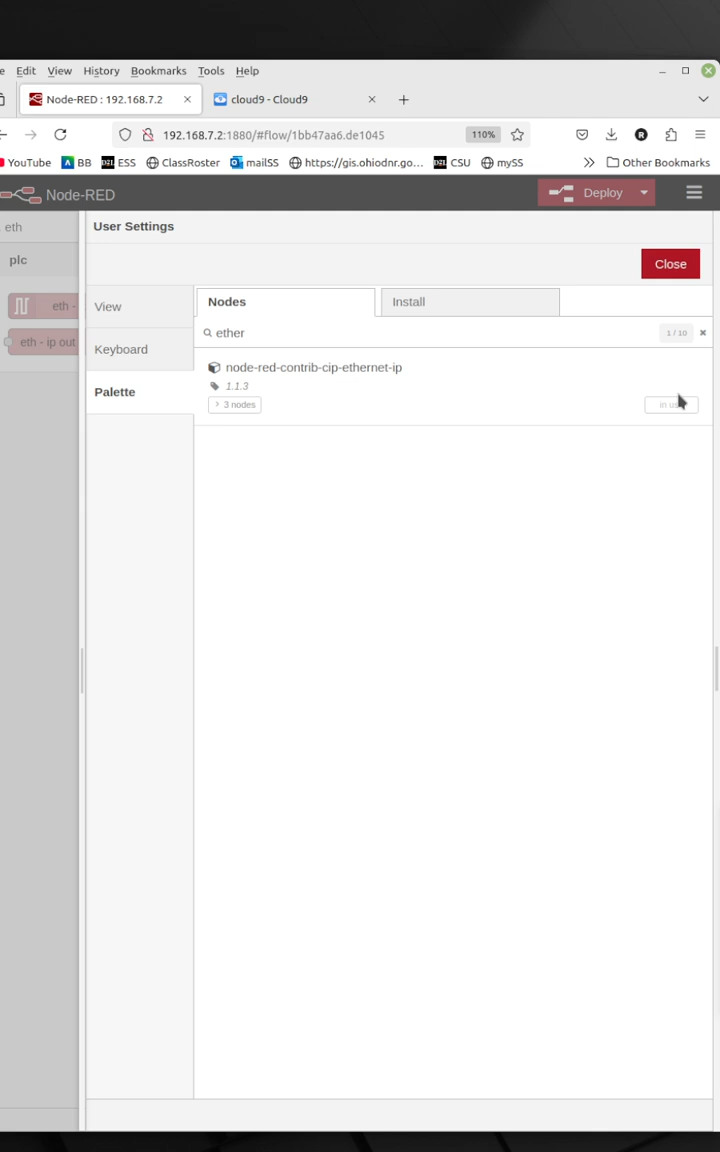 Edit View History Bookmarks Tools Help
Node-RED : 192.168.7.2 cloud9 - Cloud9
192.168.7.2:1880/#flow/1bb47aa6.de1045 110%
YouTube BB ESS ClassRoster mailSS https://gis.ohiodnr.go... CSU mySS Other Bookmarks
Node-RED Deploy
eth User Settings
plc
Close
eth -
View
Nodes Install
ether 1 / 10
eth - ip out
Keyboard
node-red-contrib-cip-ethernet-ip
1.1.3
Palette
3 nodes in